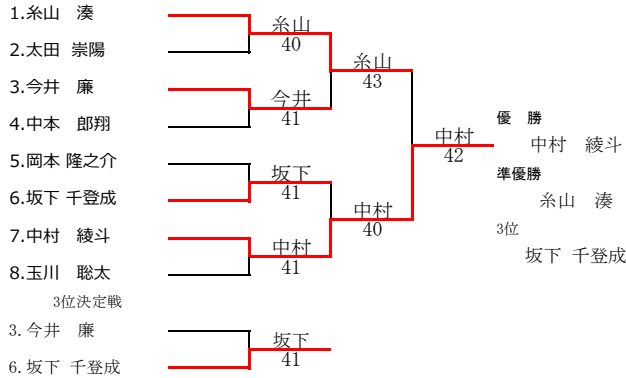 1.糸山　湊
2.太田 崇陽
3.今井　廉
4.中本　郎翔
5.岡本 隆之介
6.坂下 千登成
7.中村　綾斗
8.玉川　聡太
糸山
40
今井
41
坂下
41
中村
41
糸山
43
中村
40
中村
42
優　勝
中村　綾斗
準優勝
糸山　湊
3位
坂下 千登成
3位決定戦
3.今井　廉
6.坂下 千登成
坂下
41